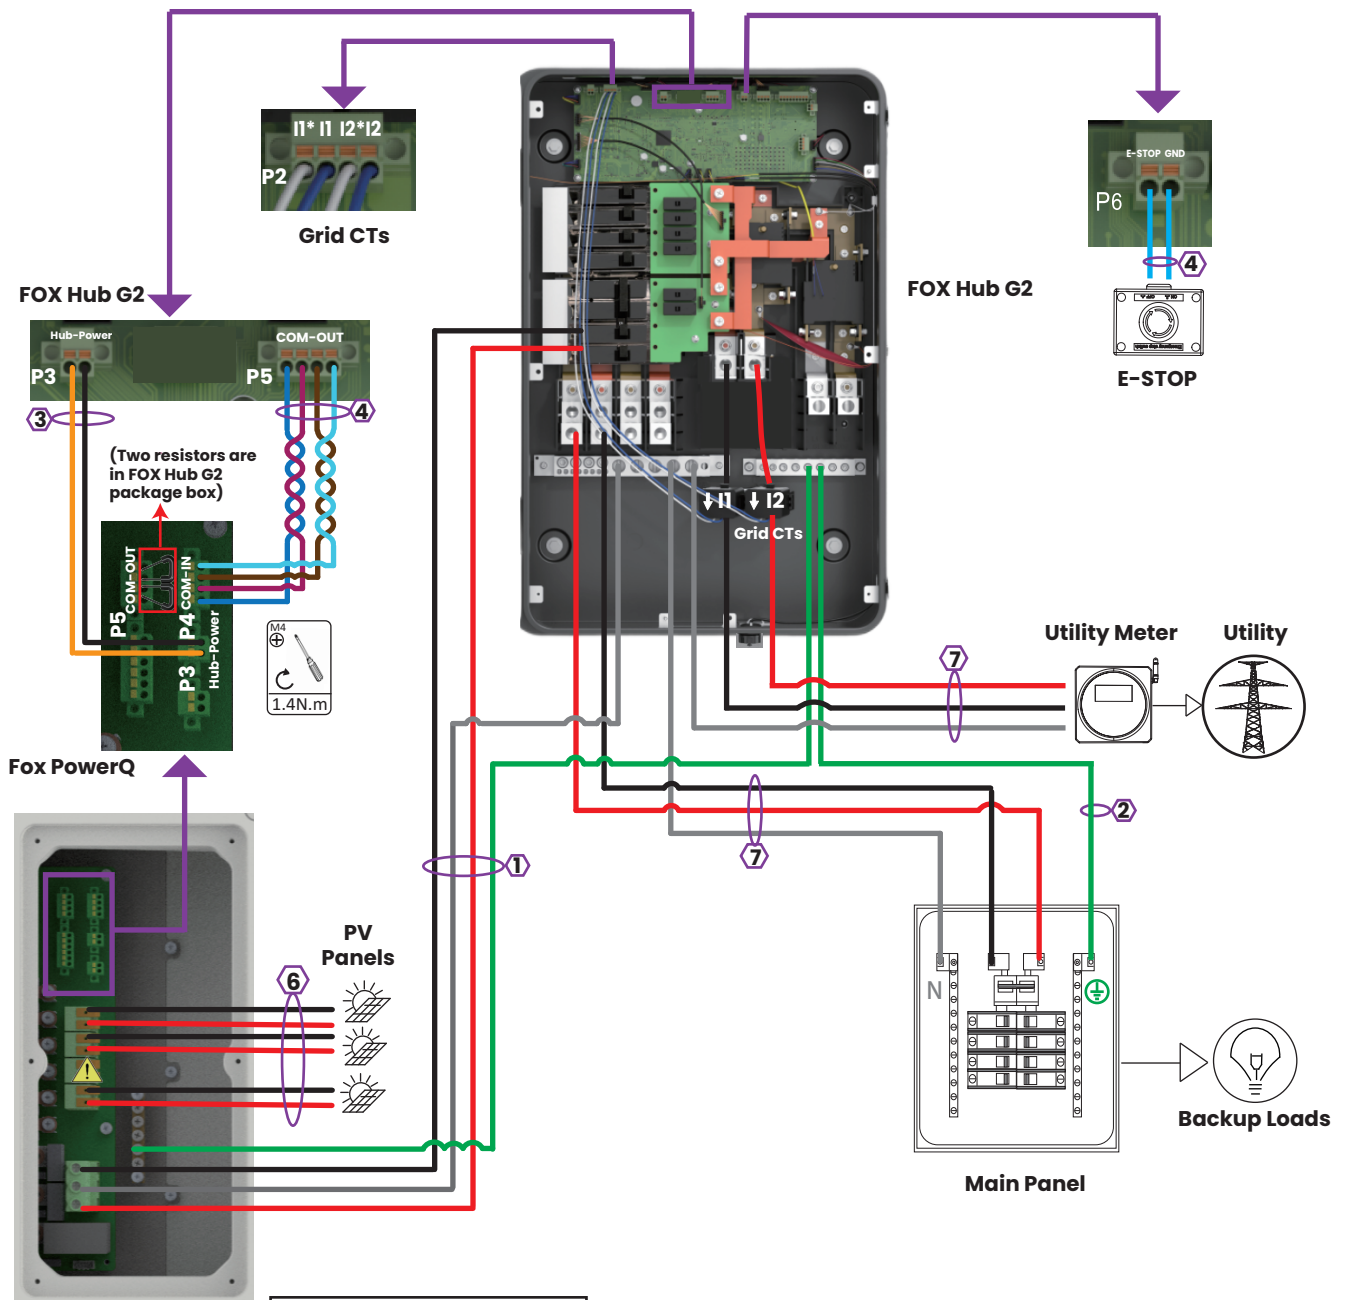 I1* I1 I2* I2
P2
Grid CTs
E-STOP GND
P6
4
E-STOP
FOX Hub G2
FOX Hub G2
Hub-Power
COM-OUT
P3
P5
3
4
(Two resistors are
in FOX Hub G2
package box)
COM-OUT
COM-IN
P5
P4
P3
Hub-Power
M4
1.4N.m
I1
I2
Grid CTs
Fox PowerQ
Utility Meter
Utility
7
2
7
1
PV
Panels
6
N
Backup Loads
Main Panel